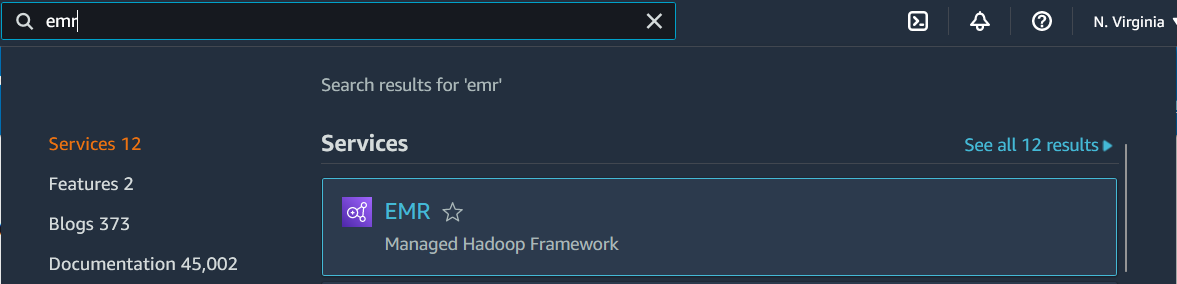 emr
N. Virginia
Search results for 'emr'
Services 12
Features 2
Blogs 373
Documentation 45,002
Services
See all 12 results
EMR
Managed Hadoop Framework